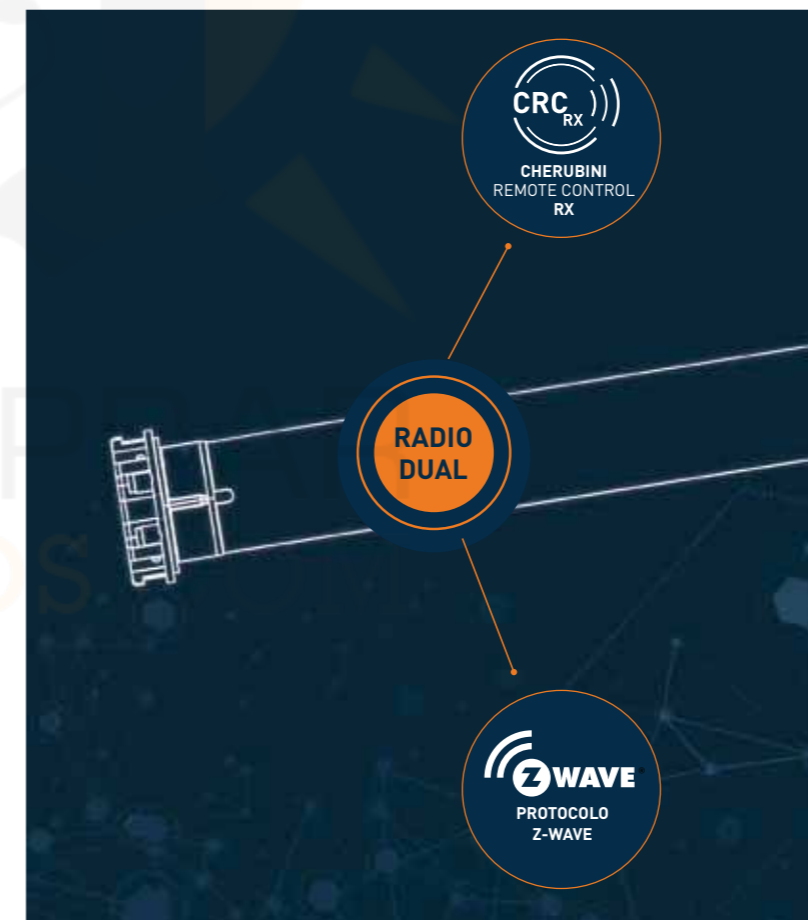 CRC RX
CHERUBINI
REMOTE CONTROL
RX
RADIO
DUAL
Z WAVE
PROTOCOLO
Z-WAVE